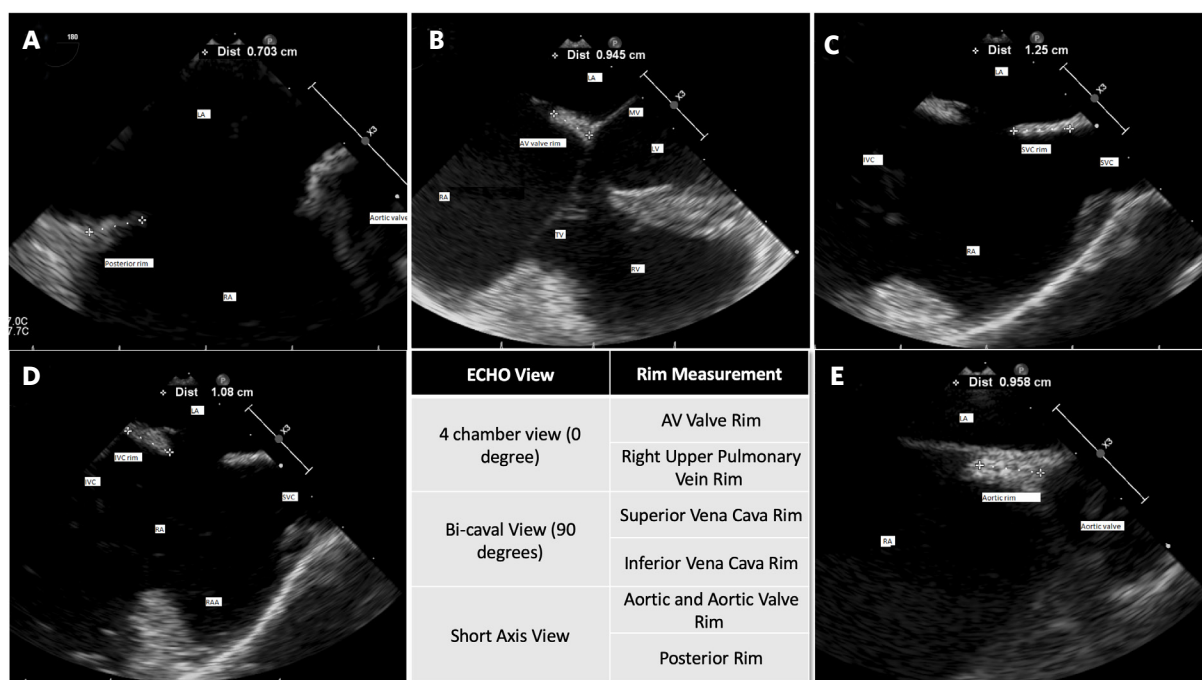 A
180
P
Dist 0.703 cm
LA
X3
Aortic valve
Posterior rim
RA
7.0C
7.7C
B
P
Dist 0.945 cm
LA
X3
MV
AV valve rim
LV
RA
TV
RV
C
P
Dist 1.25 cm
LA
X3
SVC rim
IVC
SVC
RA
D
P
Dist 1.08 cm
LA
X3
IVC rim
IVC
SVC
RA
RAA
ECHO View
Rim Measurement
4 chamber view (0
degree)
AV Valve Rim
Right Upper Pulmonary
Vein Rim
Bi-caval View (90
degrees)
Superior Vena Cava Rim
Inferior Vena Cava Rim
Short Axis View
Aortic and Aortic Valve
Rim
Posterior Rim
E
P
Dist 0.958 cm
LA
X3
Aortic rim
Aortic valve
RA